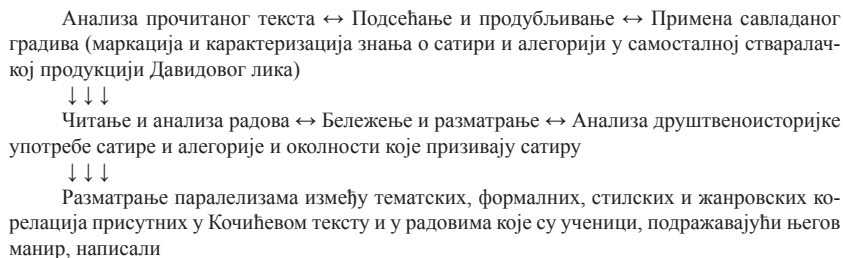 Анализа прочитаног текста ↔ Подсећање и продубљивање ↔ Примена савладаног
градива (маркација и карактеризација знања о сатири и алегорији у самосталној стваралач-
кој продукцији Давидовог лика)
↓↓↓
Читање и анализа радова ↔ Бележење и разматрање ↔ Анализа друштвеноисторијке
употребе сатире и алегорије и околности које призивају сатиру
↓↓↓
Разматрање паралелизама између тематских, формалних, стилских и жанровских ко-
релација присутних у Кочићевом тексту и у радовима које су ученици, подражавајући његов
манир, написали